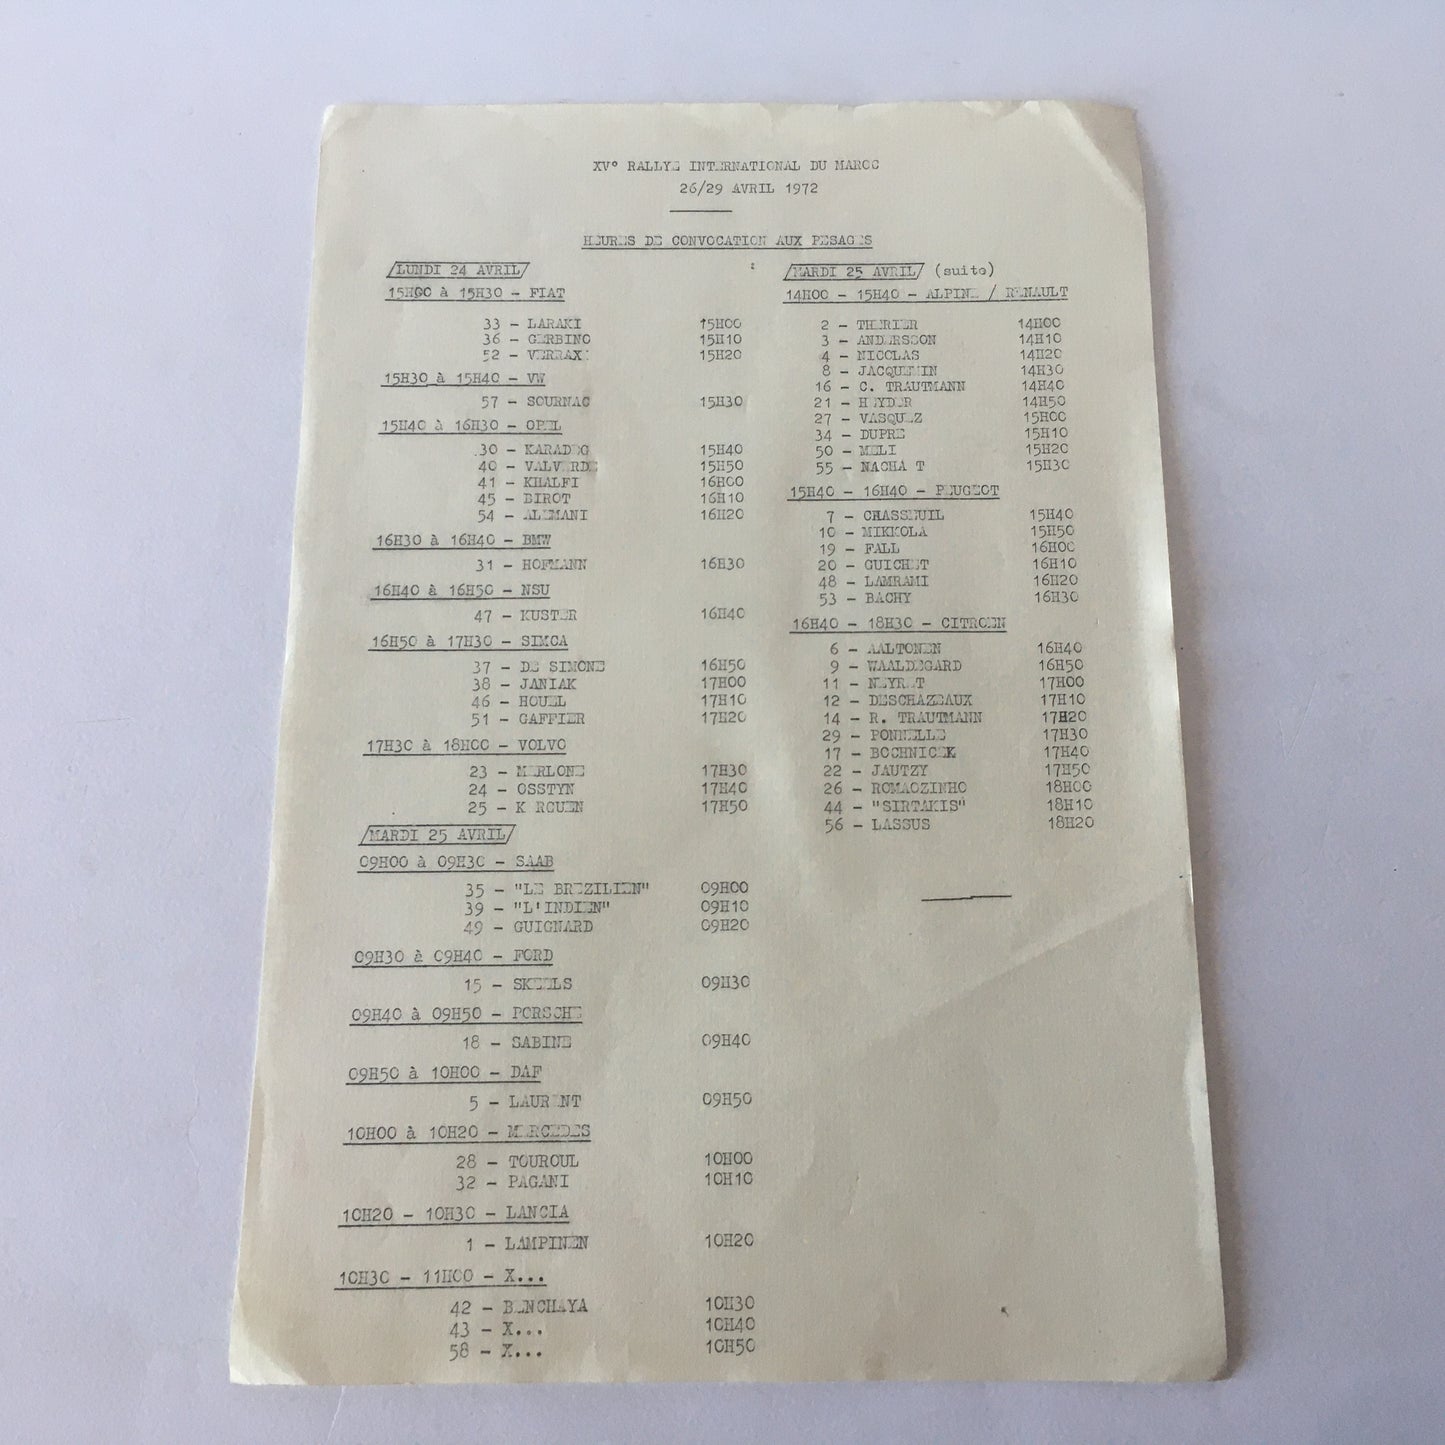 XV° RALLYE INTERNATIONAL DU MAROC
26/29 AVRIL 1972
HEURES DE CONVOCATION AUX PESAGES
/LUNDI 24 AVRIL/
15H00 à 15H30 - FIAT
33 - LARAKI 15H00
36 - GERBINO 15H10
52 - 15H20
15H30 à 15H40 - VW
57 - SOURNAC 15H30
15H40 à 16H30 - OPEL
30 - 15H40
40 - VALVERDE 15H50
41 - KHALFI 16H00
45 - BIROT 16H10
54 - ALEMANI 16H20
16H30 à 16H40 - BMW
31 - HOFMANN 16H30
16H40 à 16H50 - NSU
47 - KUSTER 16H40
16H50 à 17H30 - SIMCA
37 - DE SIMONE 16H50
38 - JANIAK 17H00
46 - HOUEL 17H10
51 - GAFFIER 17H20
17H30 à 18H00 - VOLVO
23 - MERLONE 17H30
24 - OSSTYN 17H40
25 - K ROUEN 17H50
/MARDI 25 AVRIL/
09H00 à 09H30 - SAAB
35 - "LE BREZILIEN" 09H00
39 - "L'INDIEN" 09H10
49 - GUIGNARD 09H20
09H30 à 09H40 - FORD
15 - SKEELS 09H30
09H40 à 09H50 - PORSCHE
18 - SABINE 09H40
09H50 à 10H00 - DAF
5 - LAURENT 09H50
10H00 à 10H20 - MERCEDES
28 - TOUROUL 10H00
32 - PAGANI 10H10
10H20 - 10H30 - LANCIA
1 - LAMPINEN 10H20
10H30 - 11H00 - X...
42 - BENCHAYA 10H30
43 - X... 10H40
58 - X... 10H50
/MARDI 25 AVRIL/ (suite)
14H00 - 15H40 - ALPINE / RENAULT
2 - THERIER 14H00
3 - ANDERSSON 14H10
4 - NICOLAS 14H20
8 - JACQUEMIN 14H30
16 - C. TRAUTMANN 14H40
21 - HEYDER 14H50
27 - VASQUEZ 15H00
34 - DUPRE 15H10
50 - MELI 15H20
55 - NACHA T 15H30
15H40 - 16H40 - PEUGEOT
7 - CHASSEUIL 15H40
10 - MIKKOLA 15H50
19 - FALL 16H00
20 - GUICHET 16H10
48 - LAMRAMI 16H20
53 - BACHY 16H30
16H40 - 18H30 - CITROEN
6 - AALTONEN 16H40
9 - WAALDEGARD 16H50
11 - NEYRET 17H00
12 - DESCHAZEAUX 17H10
14 - R. TRAUTMANN 17H20
29 - PONNELLE 17H30
17 - BOCHNICEK 17H40
22 - JAUTZY 17H50
26 - ROMAOZINHO 18H00
44 - "SIRTAKIS" 18H10
56 - LASSUS 18H20